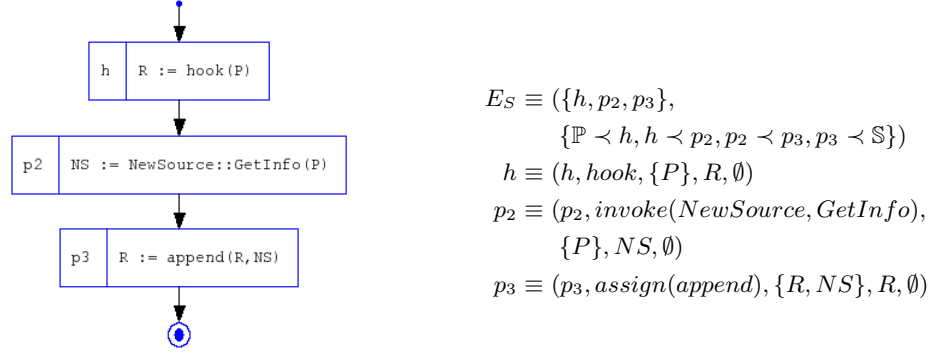 h R := hook(P)
p2 NS := NewSource::GetInfo(P)
p3 R := append(R,NS)
E_S ≡ ({h, p_2, p_3},
{ℙ ≺ h, h ≺ p_2, p_2 ≺ p_3, p_3 ≺ 𝕊})
h ≡ (h, hook, {P}, R, ∅)
p_2 ≡ (p_2, invoke(NewSource, GetInfo),
{P}, NS, ∅)
p_3 ≡ (p_3, assign(append), {R, NS}, R, ∅)